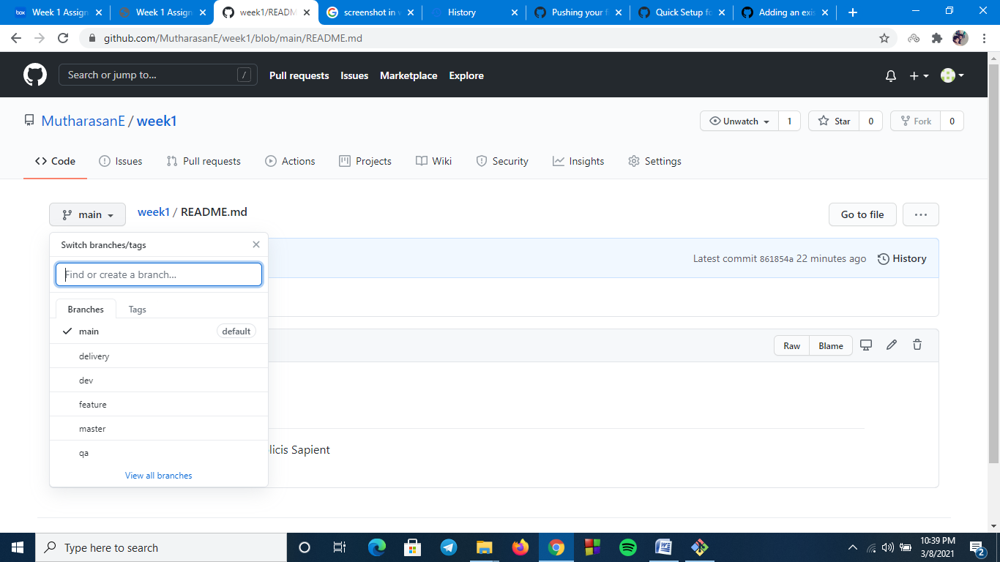 box Week 1 Assign
Week 1 Assign
week1/READM
screenshot in w
History
Pushing your f
Quick Setup fo
Adding an exis
github.com/MutharasanE/week1/blob/main/README.md
Search or jump to...
/
Pull requests
Issues
Marketplace
Explore
MutharasanE / week1
Unwatch 1
Star 0
Fork 0
Code
Issues
Pull requests
Actions
Projects
Wiki
Security
Insights
Settings
main
week1 / README.md
Go to file
Switch branches/tags
Find or create a branch...
Latest commit 861854a 22 minutes ago
History
Branches
Tags
main default
delivery
dev
feature
master
qa
View all branches
Raw
Blame
licis Sapient
Type here to search
10:39 PM
3/8/2021
2